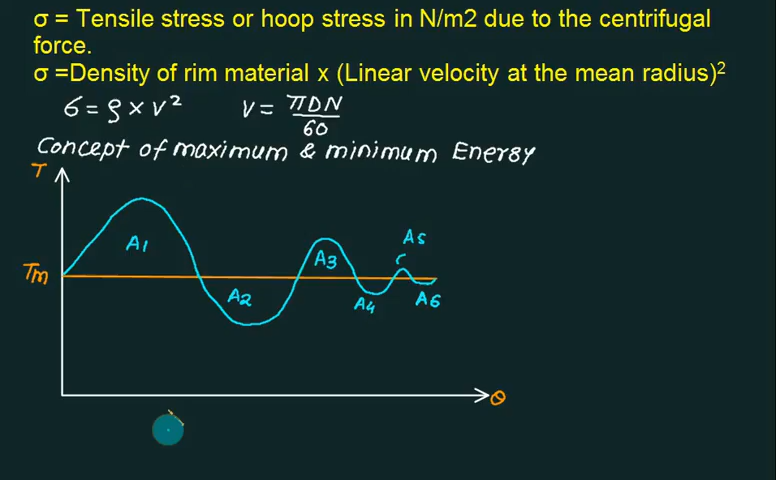 σ = Tensile stress or hoop stress in N/m2 due to the centrifugal
force.
σ =Density of rim material x (Linear velocity at the mean radius)²
σ = ρ × v² v = πDN/60
Concept of maximum & minimum Energy
T
A1
A5
A3
Tm
A2
A4
A6
θ